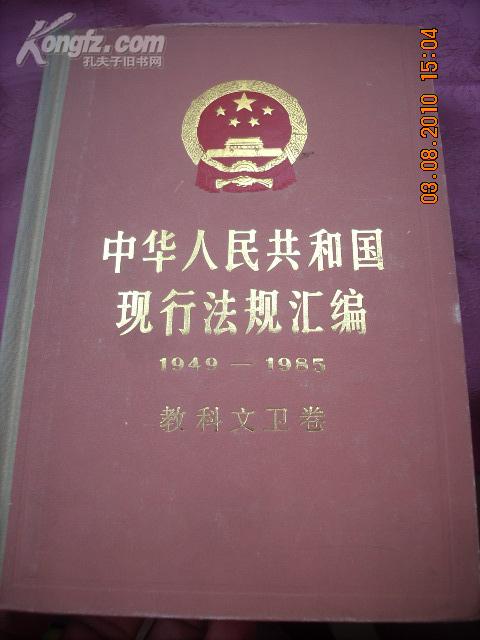 Kongfz.com
孔夫子旧书网
03.08.2010 15:04
中华人民共和国
现行法规汇编
1949—1985
教科文卫卷